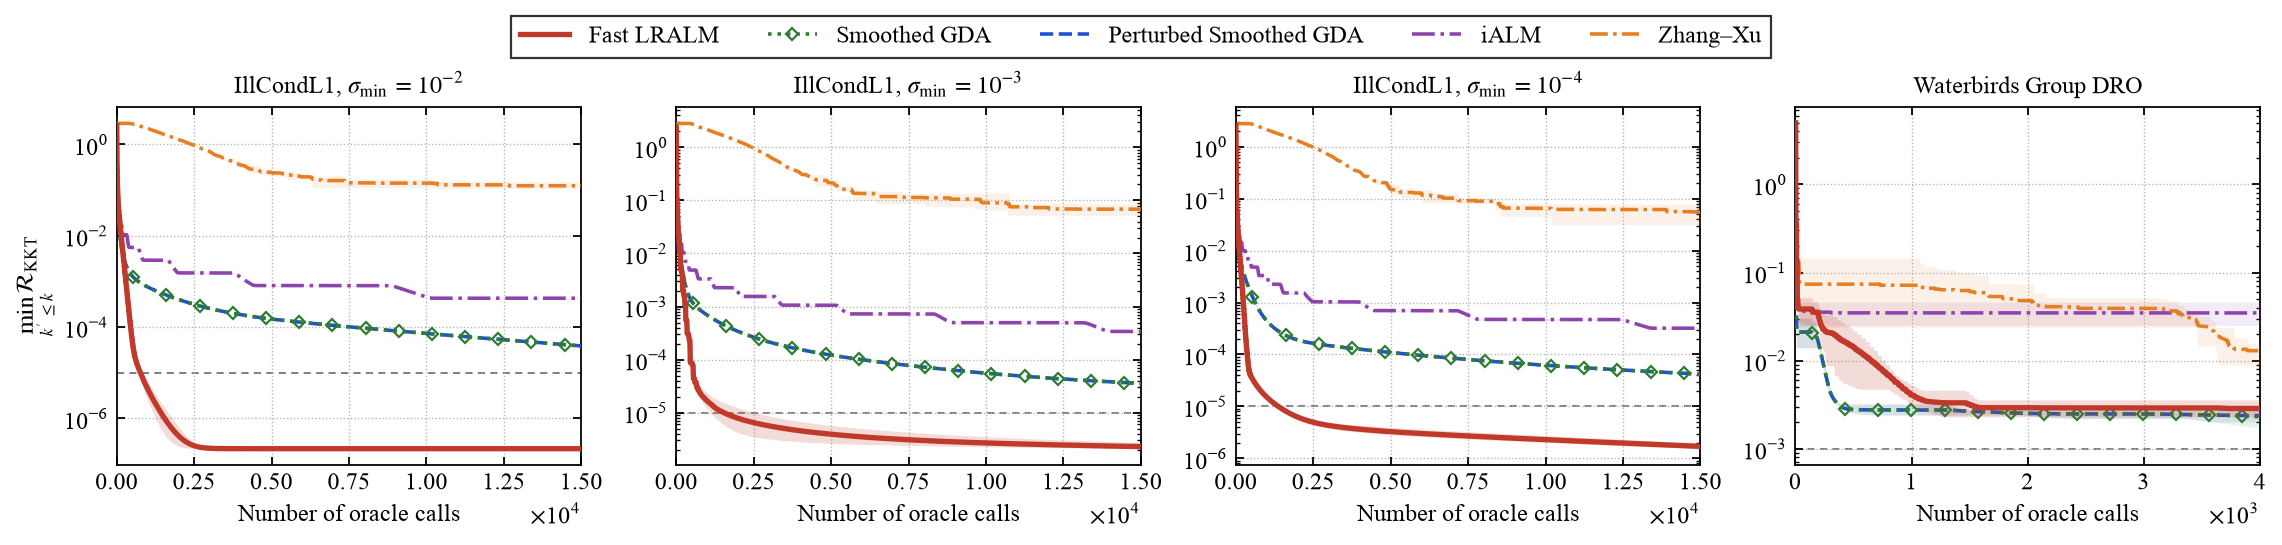 Fast LRALM Smoothed GDA Perturbed Smoothed GDA iALM Zhang–Xu
IllCondL1, σ_min = 10^−2
10^0
10^−2
10^−4
10^−6
min_{k′≤k} R_KKT
0.00 0.25 0.50 0.75 1.00 1.25 1.50
Number of oracle calls ×10^4
IllCondL1, σ_min = 10^−3
10^0
10^−1
10^−2
10^−3
10^−4
10^−5
0.00 0.25 0.50 0.75 1.00 1.25 1.50
Number of oracle calls ×10^4
IllCondL1, σ_min = 10^−4
10^0
10^−1
10^−2
10^−3
10^−4
10^−5
10^−6
0.00 0.25 0.50 0.75 1.00 1.25 1.50
Number of oracle calls ×10^4
Waterbirds Group DRO
10^0
10^−1
10^−2
10^−3
0 1 2 3 4
Number of oracle calls ×10^3